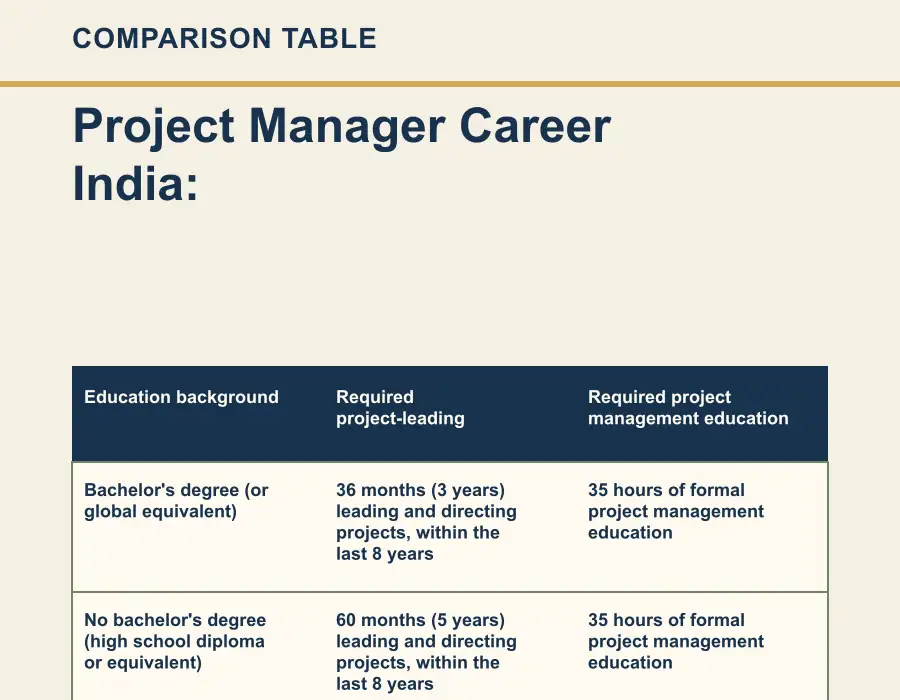 COMPARISON TABLE
Project Manager Career
India:
Education background
Required
project-leading
Required project
management education
Bachelor's degree (or
global equivalent)
36 months (3 years)
leading and directing
projects, within the
last 8 years
35 hours of formal
project management
education
No bachelor's degree
(high school diploma
or equivalent)
60 months (5 years)
leading and directing
projects, within the
last 8 years
35 hours of formal
project management
education